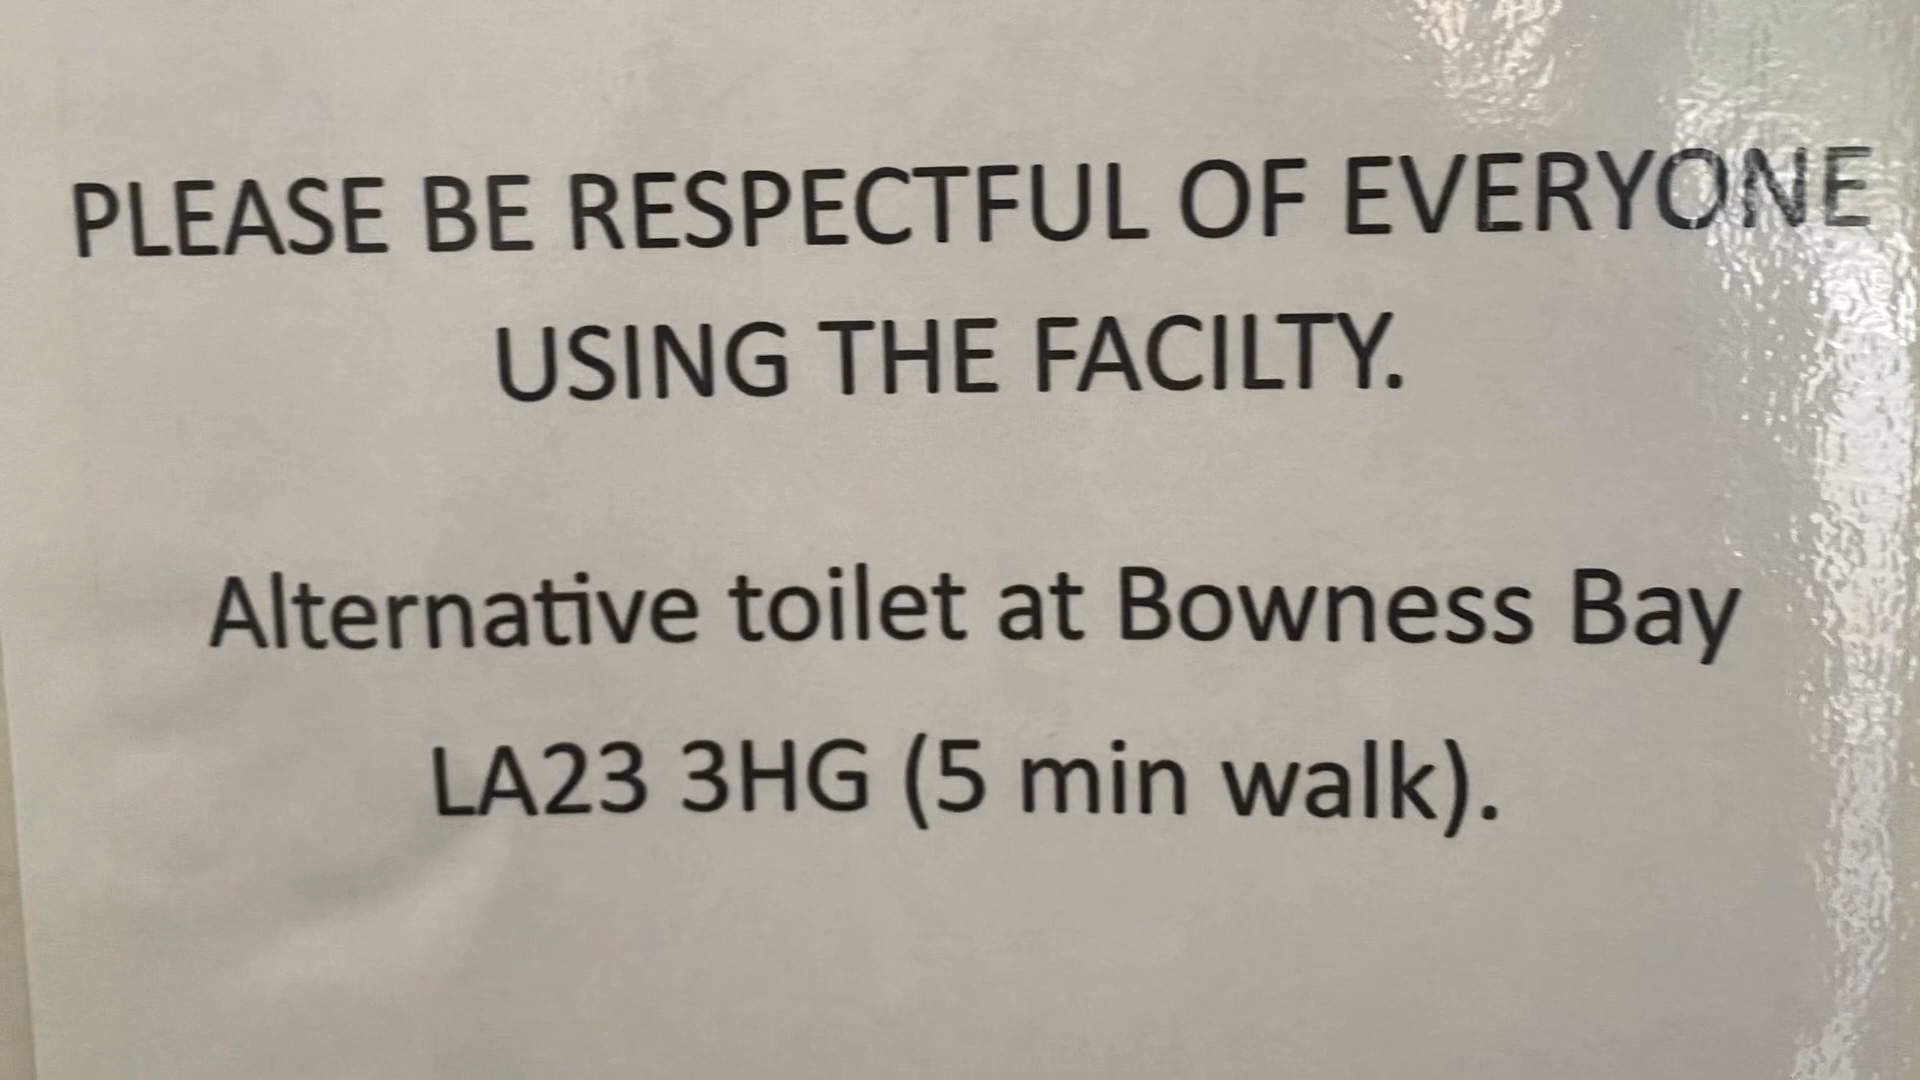 PLEASE BE RESPECTFUL OF EVERYONE
USING THE FACILTY.
Alternative toilet at Bowness Bay
LA23 3HG (5 min walk).